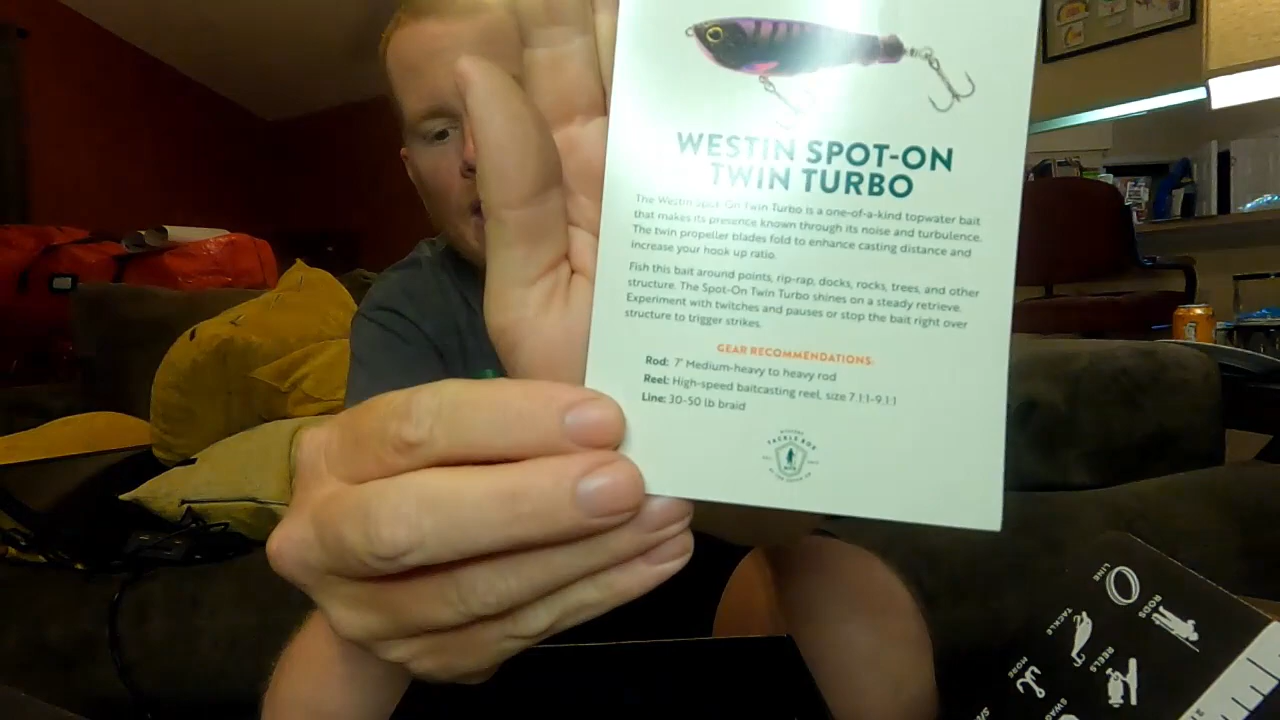 WESTIN SPOT-ON
TWIN TURBO
The Westin Spot-On Twin Turbo is a one-of-a-kind topwater bait
that makes its presence known through its noise and turbulence.
The twin propeller blades fold to enhance casting distance and
increase your hook up ratio.
Fish this bait around points, rip-rap, docks, rocks, trees, and other
structure. The Spot-On Twin Turbo shines on a steady retrieve.
Experiment with twitches and pauses or stop the bait right over
structure to trigger strikes.
GEAR RECOMMENDATIONS:
Rod: 7' Medium-heavy to heavy rod
Reel: High-speed baitcasting reel, size 7.1:1-9.1:1
Line: 30-50 lb braid
TACKLE BOX
LINE
RODS
TACKLE
REELS
MORE
SWAG